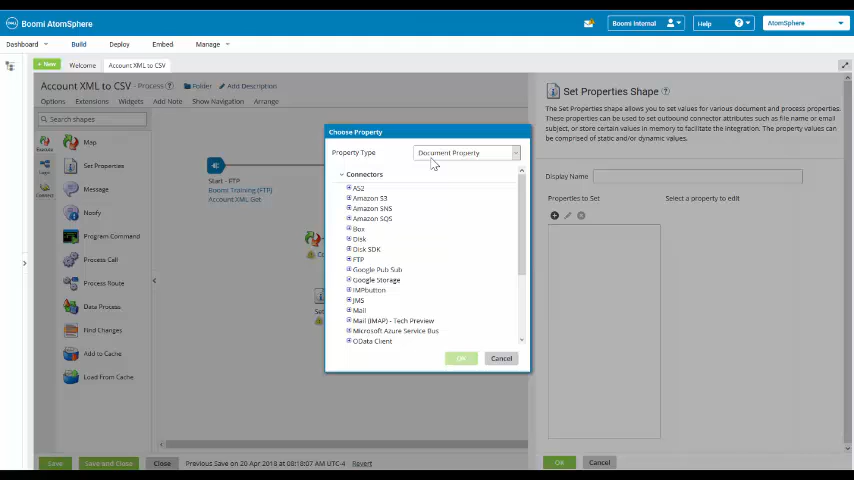 DELL Boomi AtomSphere
Boomi Internal
Help
AtomSphere
Dashboard
Build
Deploy
Embed
Manage
+ New
Welcome
Account XML to CSV
Account XML to CSV - Process
Folder
Add Description
Options
Extensions
Widgets
Add Note
Show Navigation
Arrange
Search shapes
Execute
Map
Set Properties
Logic
Message
Connect
Notify
Program Command
Process Call
Process Route
Data Process
Find Changes
Add to Cache
Load From Cache
Start - FTP
Boomi Training (FTP)
Account XML Get
Choose Property
Property Type
Document Property
Connectors
AS2
Amazon S3
Amazon SNS
Amazon SQS
Box
Disk
Disk SDK
FTP
Google Pub Sub
Google Storage
IMPbutton
JMS
Mail
Mail (IMAP) - Tech Preview
Microsoft Azure Service Bus
OData Client
OK
Cancel
Set Properties Shape
The Set Properties shape allows you to set values for various document and process properties.
These properties can be used to set outbound connector attributes such as file name or email
subject, or store certain values in memory to facilitate the integration. The property values
can be comprised of static and/or dynamic values.
Display Name
Properties to Set
Select a property to edit
OK
Cancel
Save
Save and Close
Close
Previous Save on 20 Apr 2018 at 08:18:07 AM UTC-4
Revert